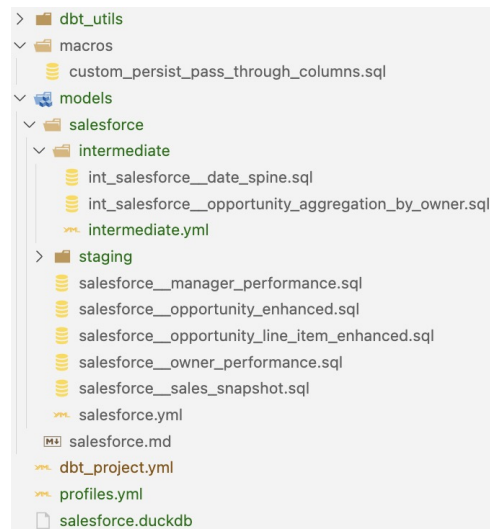 dbt_utils
macros
custom_persist_pass_through_columns.sql
models
salesforce
intermediate
int_salesforce__date_spine.sql
int_salesforce__opportunity_aggregation_by_owner.sql
intermediate.yml
staging
salesforce__manager_performance.sql
salesforce__opportunity_enhanced.sql
salesforce__opportunity_line_item_enhanced.sql
salesforce__owner_performance.sql
salesforce__sales_snapshot.sql
salesforce.yml
salesforce.md
dbt_project.yml
profiles.yml
salesforce.duckdb